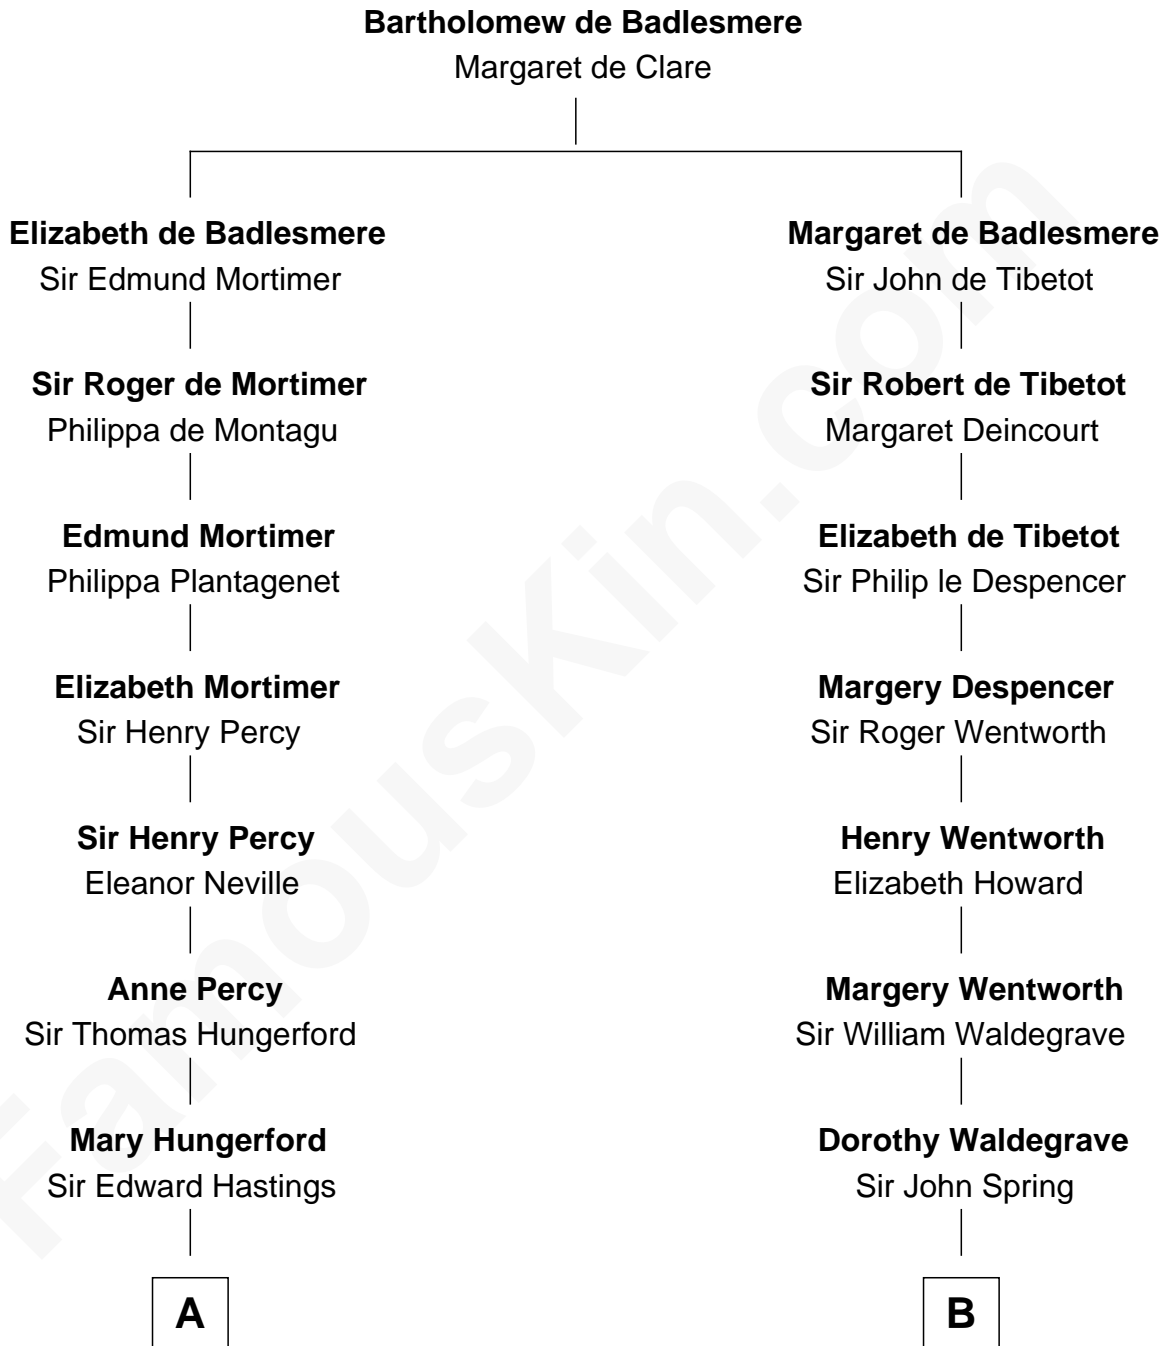 Bartholomew de Badlesmere
Margaret de Clare
Elizabeth de Badlesmere
Sir Edmund Mortimer
Sir Roger de Mortimer
Philippa de Montagu
Edmund Mortimer
Philippa Plantagenet
Elizabeth Mortimer
Sir Henry Percy
Sir Henry Percy
Eleanor Neville
Anne Percy
Sir Thomas Hungerford
Mary Hungerford
Sir Edward Hastings
A
Margaret de Badlesmere
Sir John de Tibetot
Sir Robert de Tibetot
Margaret Deincourt
Elizabeth de Tibetot
Sir Philip le Despencer
Margery Despencer
Sir Roger Wentworth
Henry Wentworth
Elizabeth Howard
Margery Wentworth
Sir William Waldegrave
Dorothy Waldegrave
Sir John Spring
B
FamousKin.com